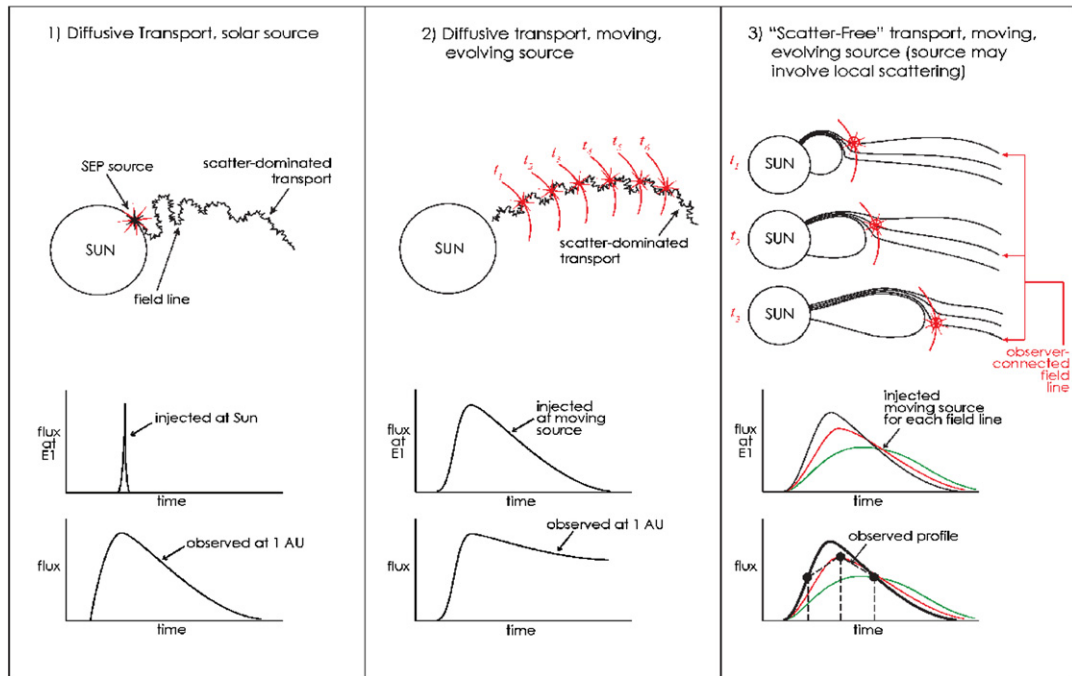 1) Diffusive Transport, solar source
SEP source
scatter-dominated
transport
SUN
field line
flux
at
E1
injected at Sun
time
flux
observed at 1 AU
time
2) Diffusive transport, moving,
evolving source
t1
t2
t3
t4
t5
t6
SUN
scatter-dominated
transport
flux
at
E1
injected
at moving
source
time
flux
observed at 1 AU
time
3) “Scatter-Free” transport, moving,
evolving source (source may
involve local scattering)
t1
SUN
t2
SUN
t3
SUN
observer-
connected
field
line
flux
at
E1
injected
moving source
for each field line
time
flux
observed profile
time